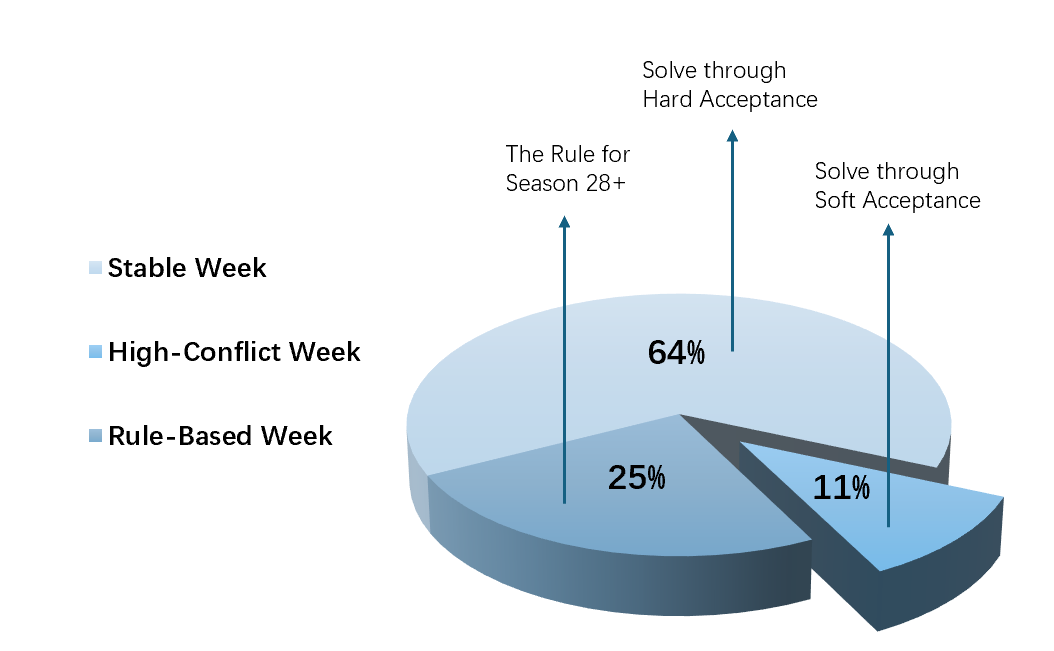 Solve through
Hard Acceptance
The Rule for
Season 28+
Solve through
Soft Acceptance
Stable Week
High-Conflict Week
Rule-Based Week
64%
25%
11%